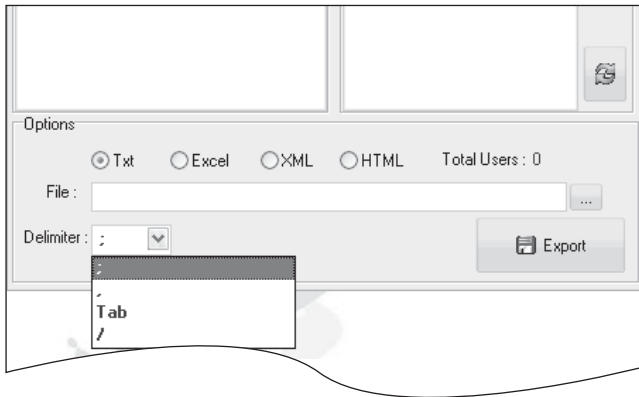 Options
Txt Excel XML HTML Total Users : 0
File : ...
Delimiter : ;
Export
;
,
Tab
/